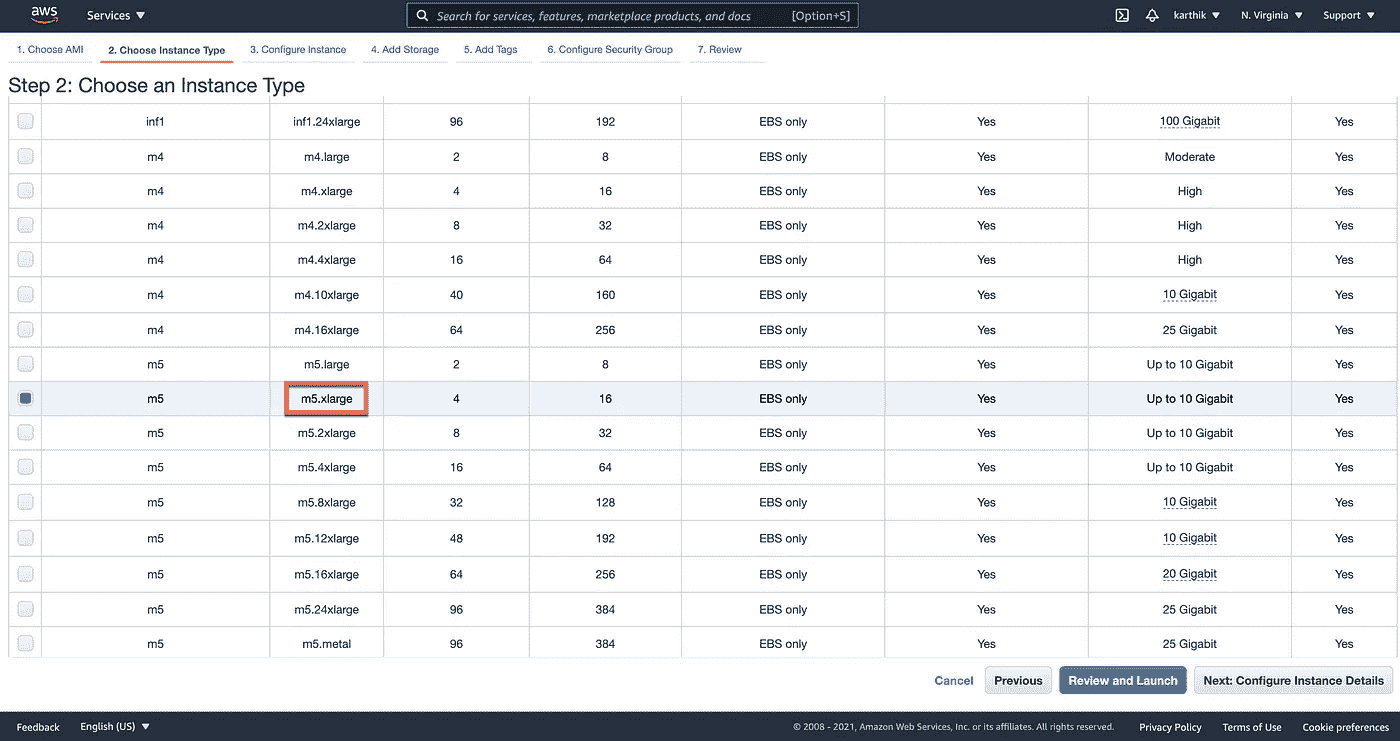 aws Services Search for services, features, marketplace products, and docs [Option+S] karthik N. Virginia Support
1. Choose AMI 2. Choose Instance Type 3. Configure Instance 4. Add Storage 5. Add Tags 6. Configure Security Group 7. Review
Step 2: Choose an Instance Type
inf1 inf1.24xlarge 96 192 EBS only Yes 100 Gigabit Yes
m4 m4.large 2 8 EBS only Yes Moderate Yes
m4 m4.xlarge 4 16 EBS only Yes High Yes
m4 m4.2xlarge 8 32 EBS only Yes High Yes
m4 m4.4xlarge 16 64 EBS only Yes High Yes
m4 m4.10xlarge 40 160 EBS only Yes 10 Gigabit Yes
m4 m4.16xlarge 64 256 EBS only Yes 25 Gigabit Yes
m5 m5.large 2 8 EBS only Yes Up to 10 Gigabit Yes
m5 m5.xlarge 4 16 EBS only Yes Up to 10 Gigabit Yes
m5 m5.2xlarge 8 32 EBS only Yes Up to 10 Gigabit Yes
m5 m5.4xlarge 16 64 EBS only Yes Up to 10 Gigabit Yes
m5 m5.8xlarge 32 128 EBS only Yes 10 Gigabit Yes
m5 m5.12xlarge 48 192 EBS only Yes 10 Gigabit Yes
m5 m5.16xlarge 64 256 EBS only Yes 20 Gigabit Yes
m5 m5.24xlarge 96 384 EBS only Yes 25 Gigabit Yes
m5 m5.metal 96 384 EBS only Yes 25 Gigabit Yes
Cancel Previous Review and Launch Next: Configure Instance Details
Feedback English (US) © 2008 - 2021, Amazon Web Services, Inc. or its affiliates. All rights reserved. Privacy Policy Terms of Use Cookie preferences